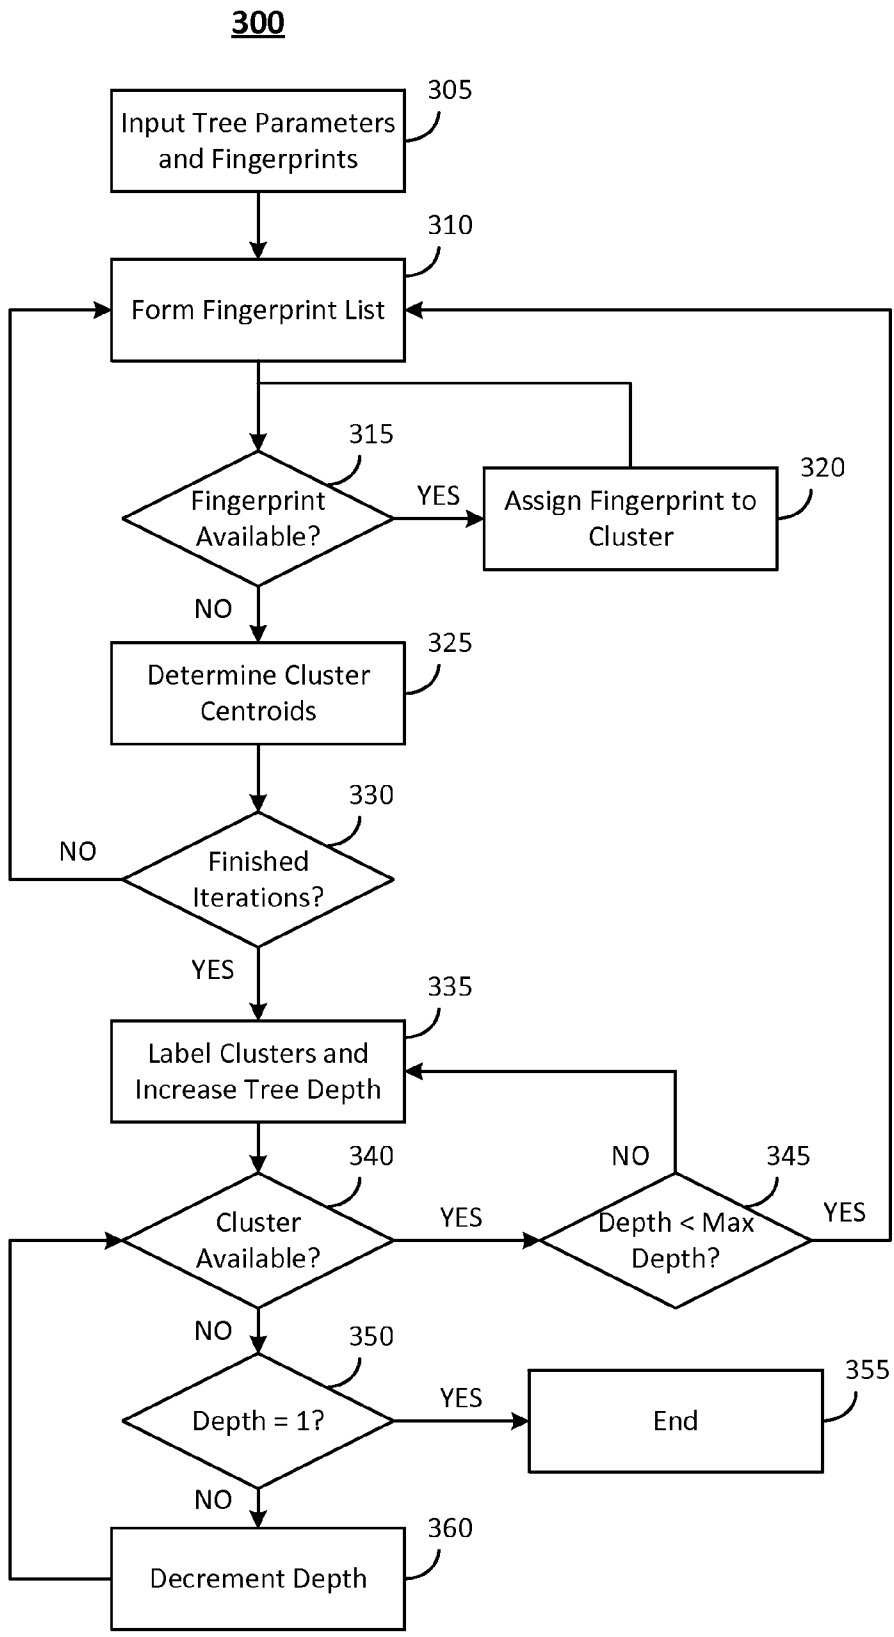 300
305
Input Tree Parameters
and Fingerprints
310
Form Fingerprint List
315
Fingerprint
Available?
YES
320
Assign Fingerprint to
Cluster
NO
325
Determine Cluster
Centroids
330
NO
Finished
Iterations?
YES
335
Label Clusters and
Increase Tree Depth
340
NO
345
Cluster
Available?
YES
Depth < Max
Depth?
YES
NO
350
355
Depth = 1?
YES
End
NO
360
Decrement Depth